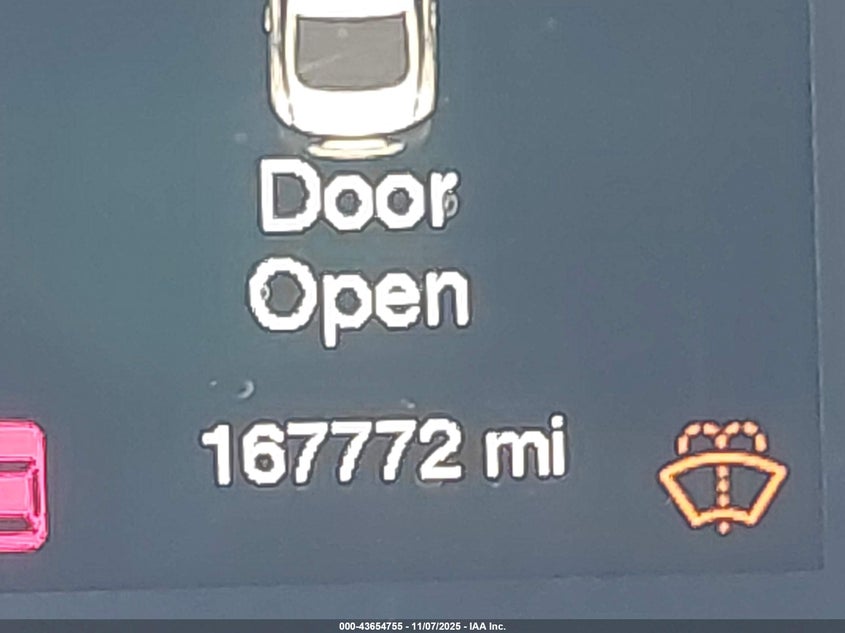 Door
Open
167772 mi
000-43654755 - 11/07/2025 - IAA Inc.